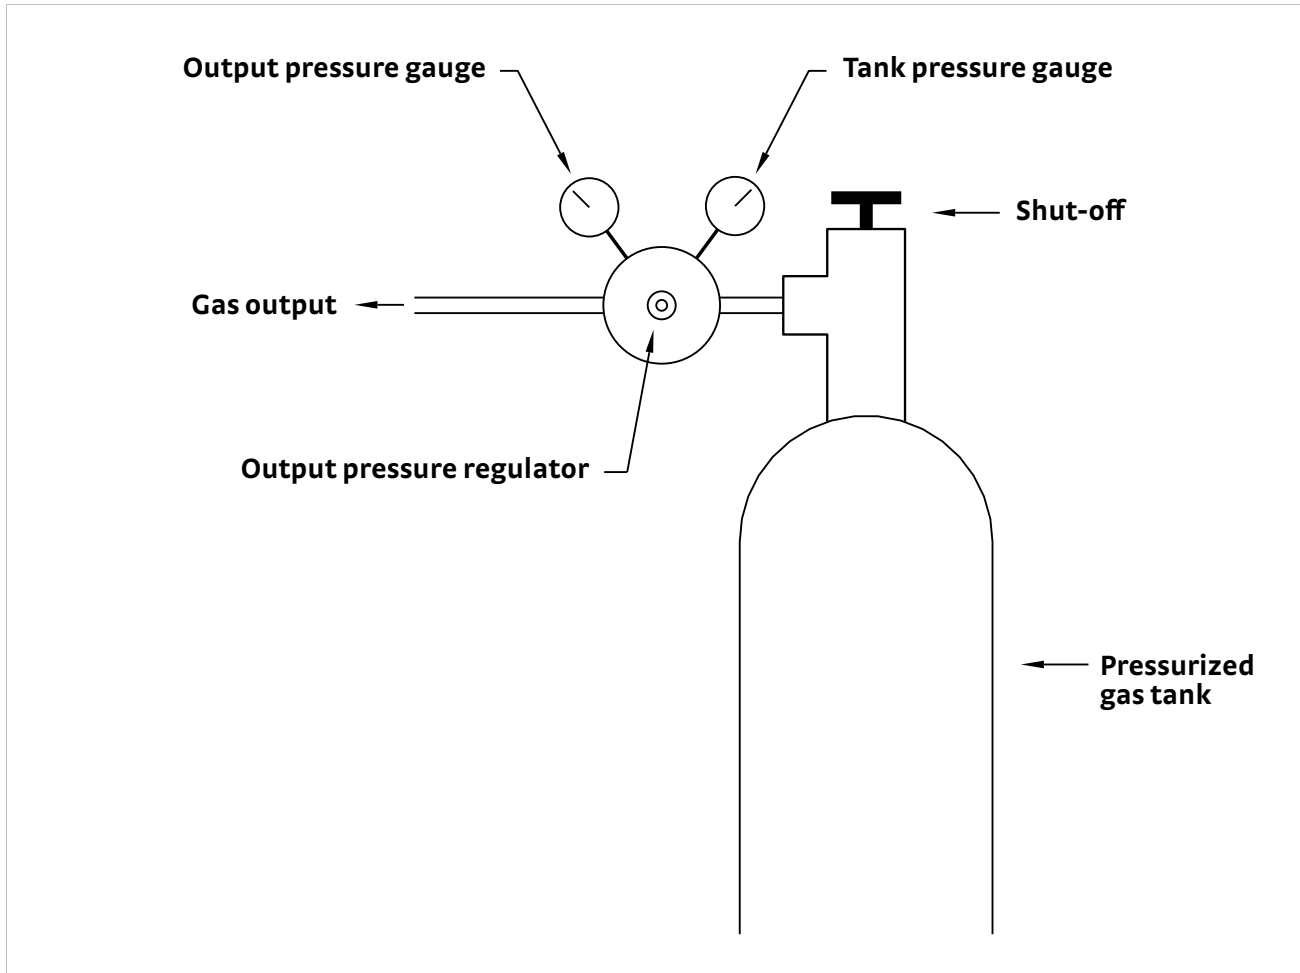 Output pressure gauge
Tank pressure gauge
Shut-off
Gas output
Output pressure regulator
Pressurized
gas tank